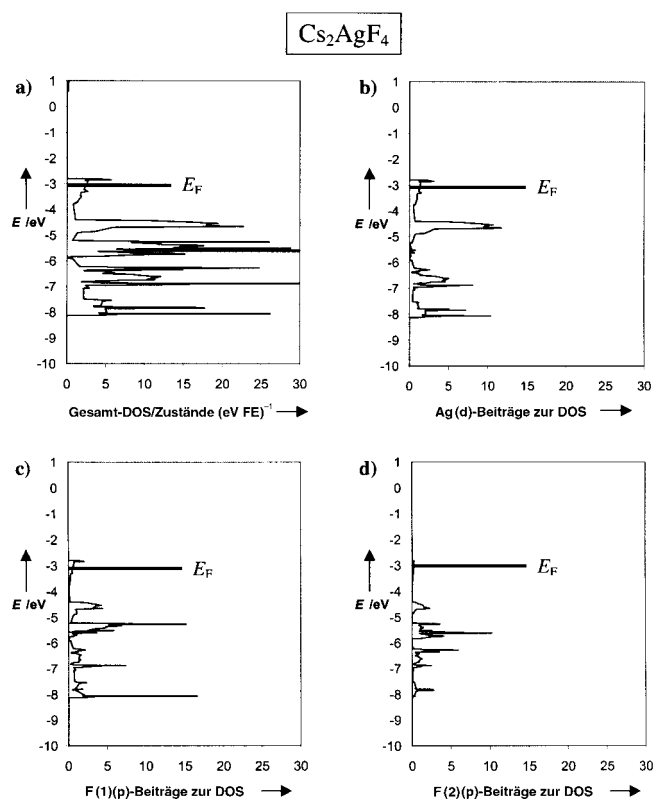 Cs₂AgF₄
a)
1
0
-1
-2
-3
-4
-5
-6
-7
-8
-9
-10
E /eV
E_F
0 5 10 15 20 25 30
Gesamt-DOS/Zustände (eV FE)⁻¹
b)
1
0
-1
-2
-3
-4
-5
-6
-7
-8
-9
-10
E /eV
E_F
0 5 10 15 20 25 30
Ag(d)-Beiträge zur DOS
c)
1
0
-1
-2
-3
-4
-5
-6
-7
-8
-9
-10
E /eV
E_F
0 5 10 15 20 25 30
F(1)(p)-Beiträge zur DOS
d)
1
0
-1
-2
-3
-4
-5
-6
-7
-8
-9
-10
E /eV
E_F
0 5 10 15 20 25 30
F(2)(p)-Beiträge zur DOS